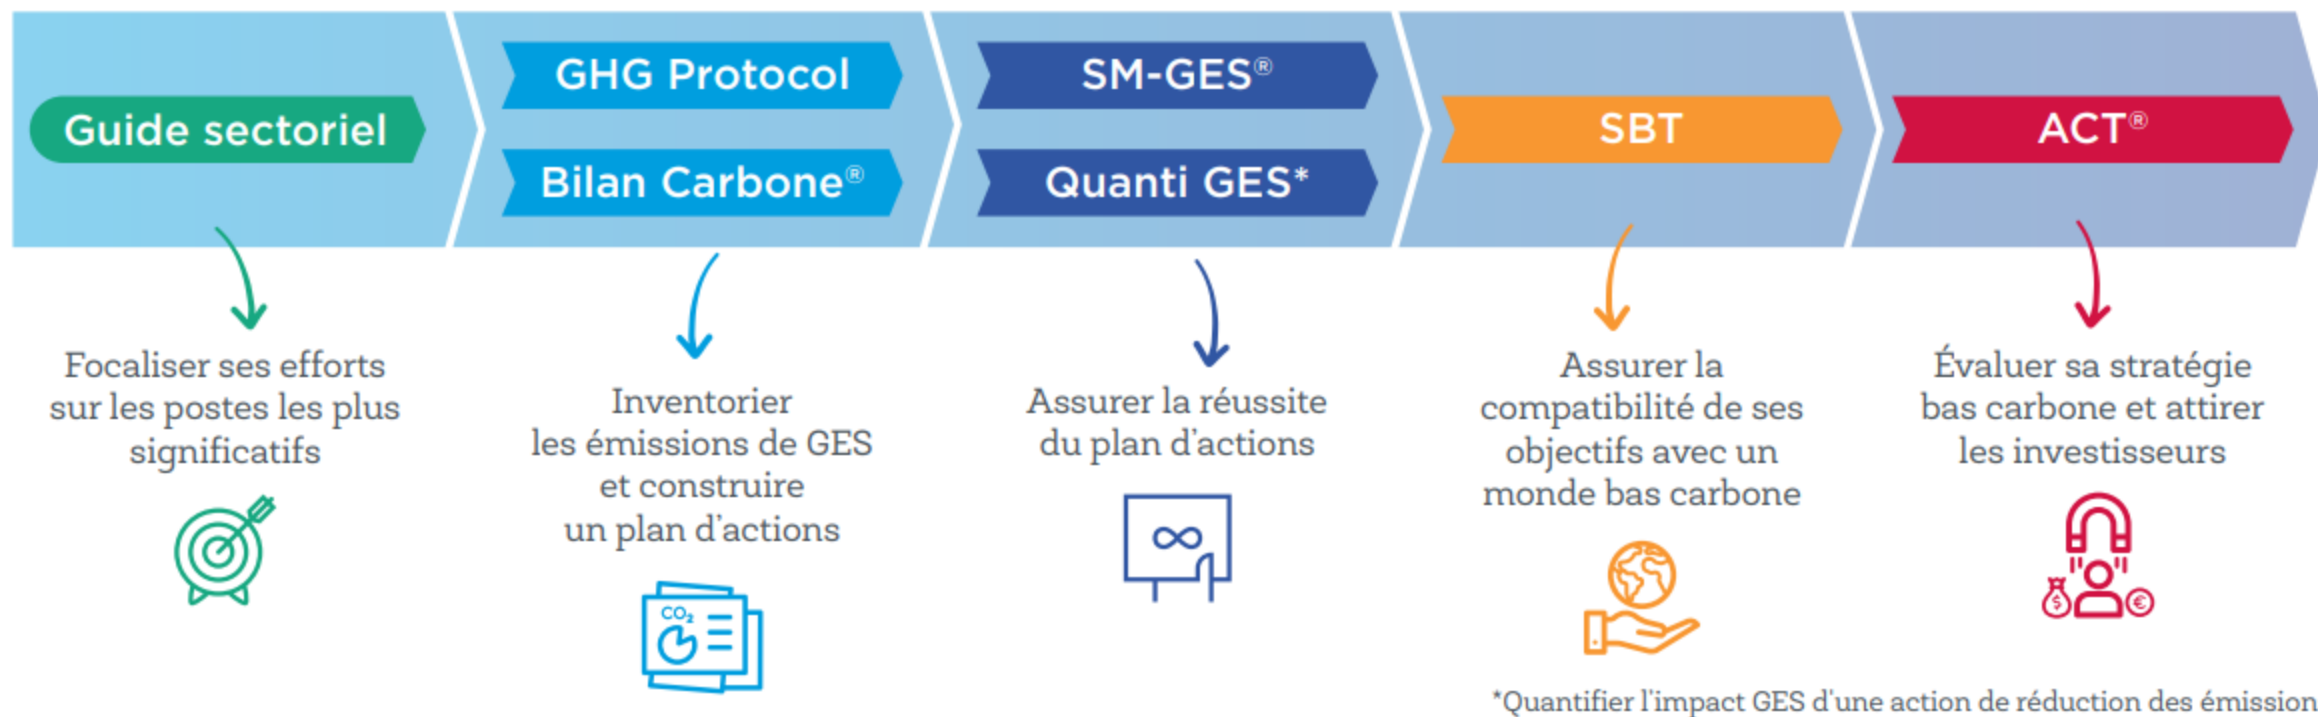 Guide sectoriel
GHG Protocol
Bilan Carbone®
SM-GES®
Quanti GES*
SBT
ACT®
Focaliser ses efforts
sur les postes les plus
significatifs
Inventorier
les émissions de GES
et construire
un plan d'actions
CO₂
Assurer la réussite
du plan d'actions
Assurer la
compatibilité de ses
objectifs avec un
monde bas carbone
Évaluer sa stratégie
bas carbone et attirer
les investisseurs
$
€
*Quantifier l'impact GES d'une action de réduction des émission